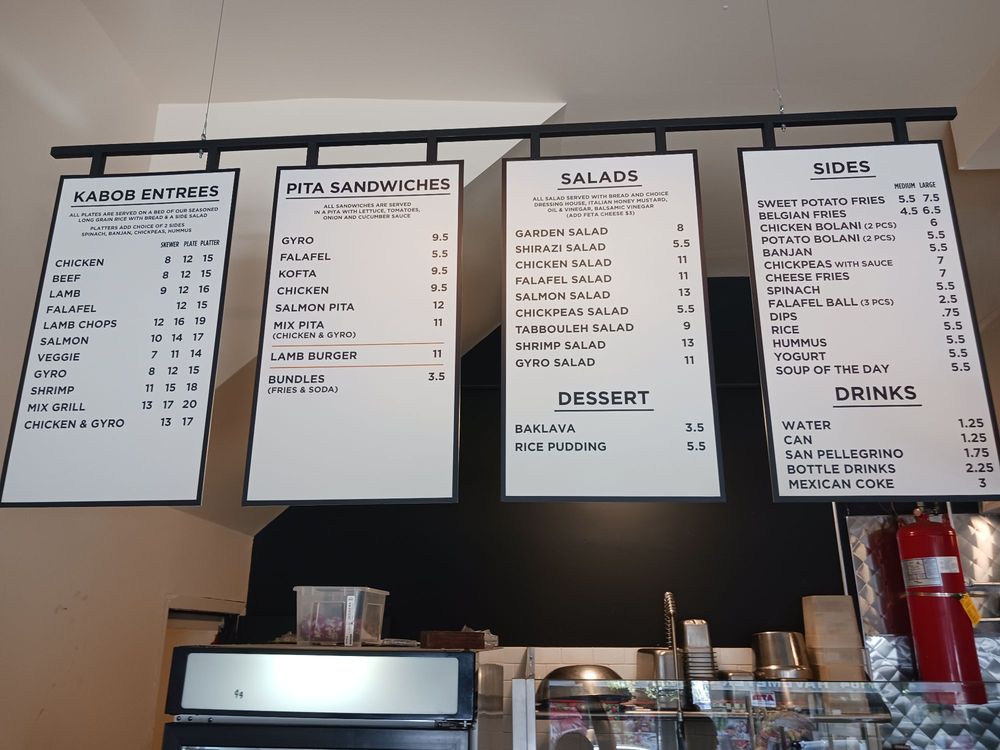 KABOB ENTREES
ALL PLATES ARE SERVED ON A BED OF OUR SEASONED
LONG GRAIN RICE WITH BREAD & A SIDE SALAD
PLATTERS ADD CHOICE OF 2 SIDES
SPINACH, BANJAN, CHICKPEAS, HUMMUS
SKEWER PLATE PLATTER
CHICKEN 8 12 15
BEEF 8 12 15
LAMB 9 12 16
FALAFEL 12 15
LAMB CHOPS 12 16 19
SALMON 10 14 17
VEGGIE 7 11 14
GYRO 8 12 15
SHRIMP 11 15 18
MIX GRILL 13 17 20
CHICKEN & GYRO 13 17
PITA SANDWICHES
ALL SANDWICHES ARE SERVED
IN A PITA WITH LETTUCE, TOMATOES,
ONION AND CUCUMBER SAUCE
GYRO 9.5
FALAFEL 5.5
KOFTA 9.5
CHICKEN 9.5
SALMON PITA 12
MIX PITA 11
(CHICKEN & GYRO)
LAMB BURGER 11
BUNDLES 3.5
(FRIES & SODA)
SALADS
ALL SALAD SERVED WITH BREAD AND CHOICE
DRESSING HOUSE, ITALIAN HONEY MUSTARD,
OIL & VINEGAR, BALSAMIC VINEGAR
(ADD FETA CHEESE $3)
GARDEN SALAD 8
SHIRAZI SALAD 5.5
CHICKEN SALAD 11
FALAFEL SALAD 11
SALMON SALAD 13
CHICKPEAS SALAD 5.5
TABBOULEH SALAD 9
SHRIMP SALAD 13
GYRO SALAD 11
DESSERT
BAKLAVA 3.5
RICE PUDDING 5.5
SIDES
MEDIUM LARGE
SWEET POTATO FRIES 5.5 7.5
BELGIAN FRIES 4.5 6.5
CHICKEN BOLANI (2 PCS) 6
POTATO BOLANI (2 PCS) 5.5
BANJAN 5.5
CHICKPEAS WITH SAUCE 7
CHEESE FRIES 7
SPINACH 5.5
FALAFEL BALL (3 PCS) 2.5
DIPS .75
RICE 5.5
HUMMUS 5.5
YOGURT 5.5
SOUP OF THE DAY 5.5
DRINKS
WATER 1.25
CAN 1.25
SAN PELLEGRINO 1.75
BOTTLE DRINKS 2.25
MEXICAN COKE 3